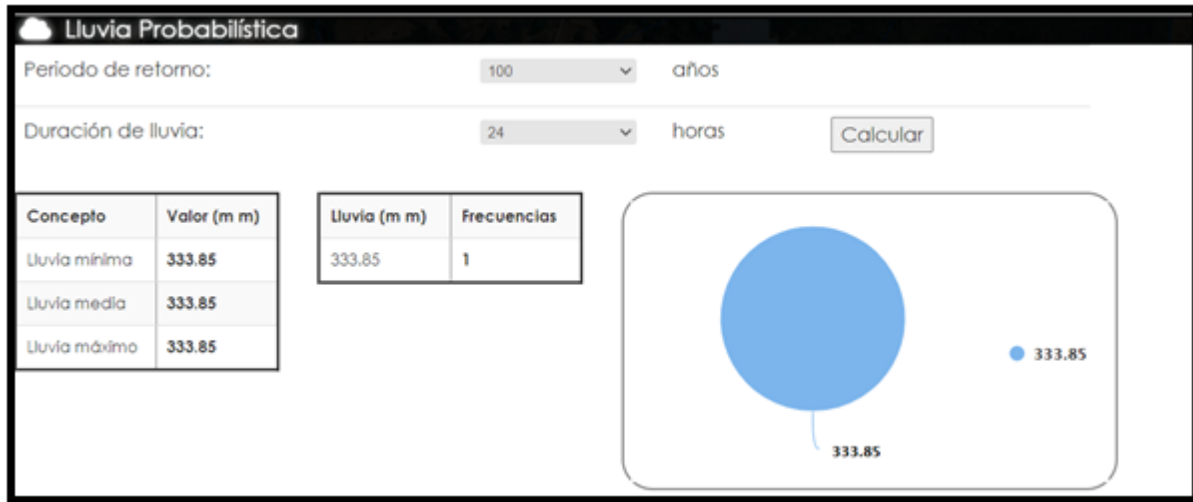 Lluvia Probabilística
Periodo de retorno: 100 años
Duración de lluvia: 24 horas Calcular
Concepto Valor (m m)
Lluvia mínima 333.85
Lluvia media 333.85
Lluvia máximo 333.85
Lluvia (m m) Frecuencias
333.85 1
333.85
333.85